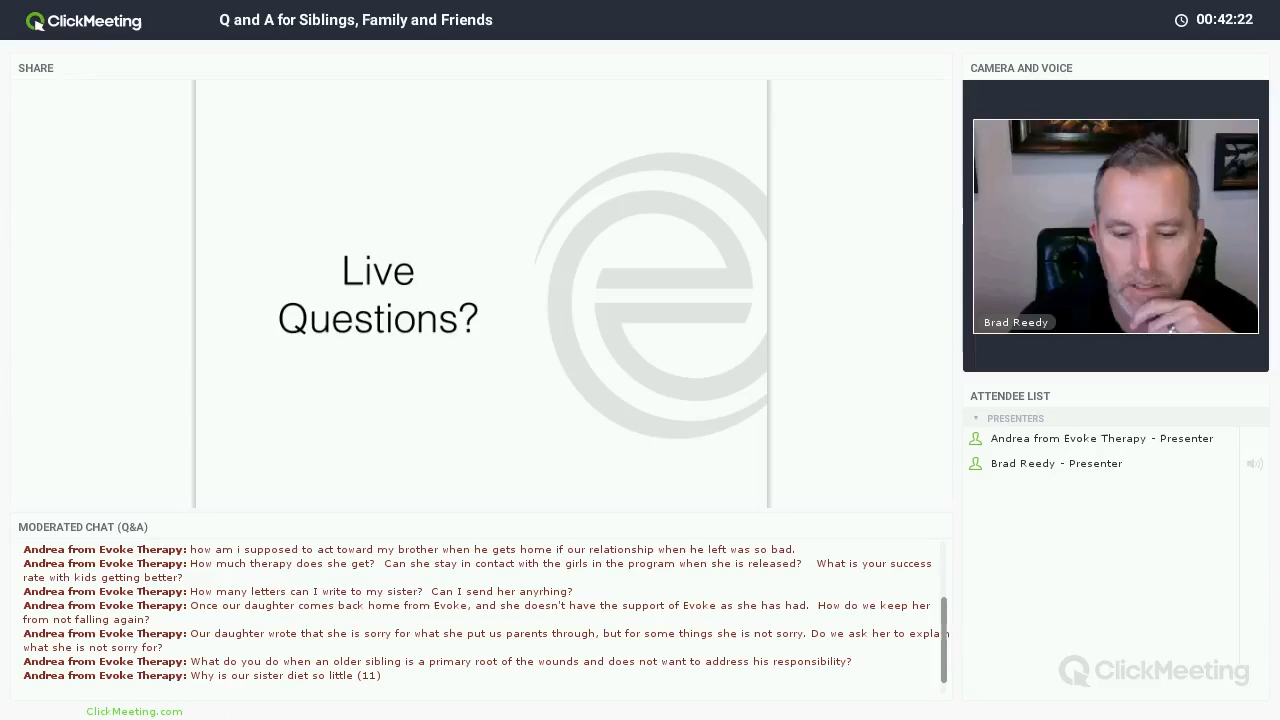 ClickMeeting
Q and A for Siblings, Family and Friends
00:42:22
SHARE
Live
Questions?
CAMERA AND VOICE
Brad Reedy
ATTENDEE LIST
PRESENTERS
Andrea from Evoke Therapy - Presenter
Brad Reedy - Presenter
MODERATED CHAT (Q&A)
Andrea from Evoke Therapy: how am i supposed to act toward my brother when he gets home if our relationship when he left was so bad.
Andrea from Evoke Therapy: How much therapy does she get? Can she stay in contact with the girls in the program when she is released? What is your success
rate with kids getting better?
Andrea from Evoke Therapy: How many letters can I write to my sister? Can I send her anyrhing?
Andrea from Evoke Therapy: Once our daughter comes back home from Evoke, and she doesn't have the support of Evoke as she has had. How do we keep her
from not falling again?
Andrea from Evoke Therapy: Our daughter wrote that she is sorry for what she put us parents through, but for some things she is not sorry. Do we ask her to explain
what she is not sorry for?
Andrea from Evoke Therapy: What do you do when an older sibling is a primary root of the wounds and does not want to address his responsibility?
Andrea from Evoke Therapy: Why is our sister diet so little (11)
ClickMeeting
ClickMeeting.com